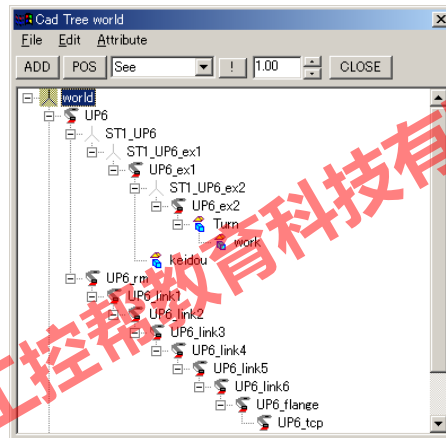 Cad Tree world
File Edit Attribute
ADD POS See ! 1.00 CLOSE
world
UP6
ST1_UP6
ST1_UP6_ex1
UP6_ex1
ST1_UP6_ex2
UP6_ex2
Turn
work
keidou
UP6_rm
UP6_link1
UP6_link2
UP6_link3
UP6_link4
UP6_link5
UP6_link6
UP6_flange
UP6_tcp
工控帮教育科技有